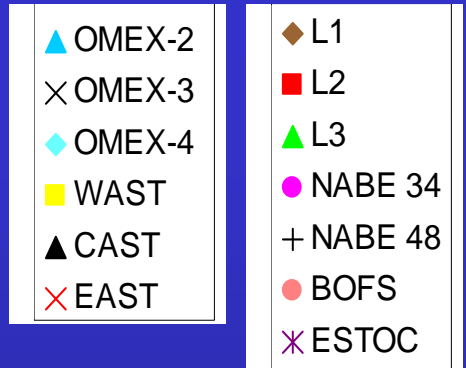 OMEX-2
OMEX-3
OMEX-4
WAST
CAST
EAST
L1
L2
L3
NABE 34
NABE 48
BOFS
ESTOC